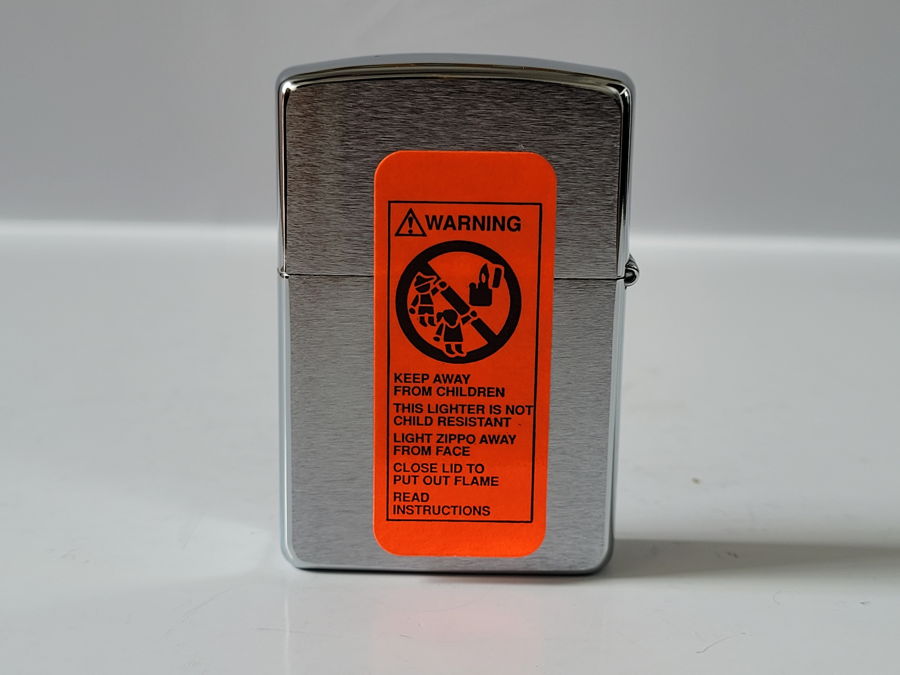 WARNING
KEEP AWAY
FROM CHILDREN
THIS LIGHTER IS NOT
CHILD RESISTANT
LIGHT ZIPPO AWAY
FROM FACE
CLOSE LID TO
PUT OUT FLAME
READ
INSTRUCTIONS